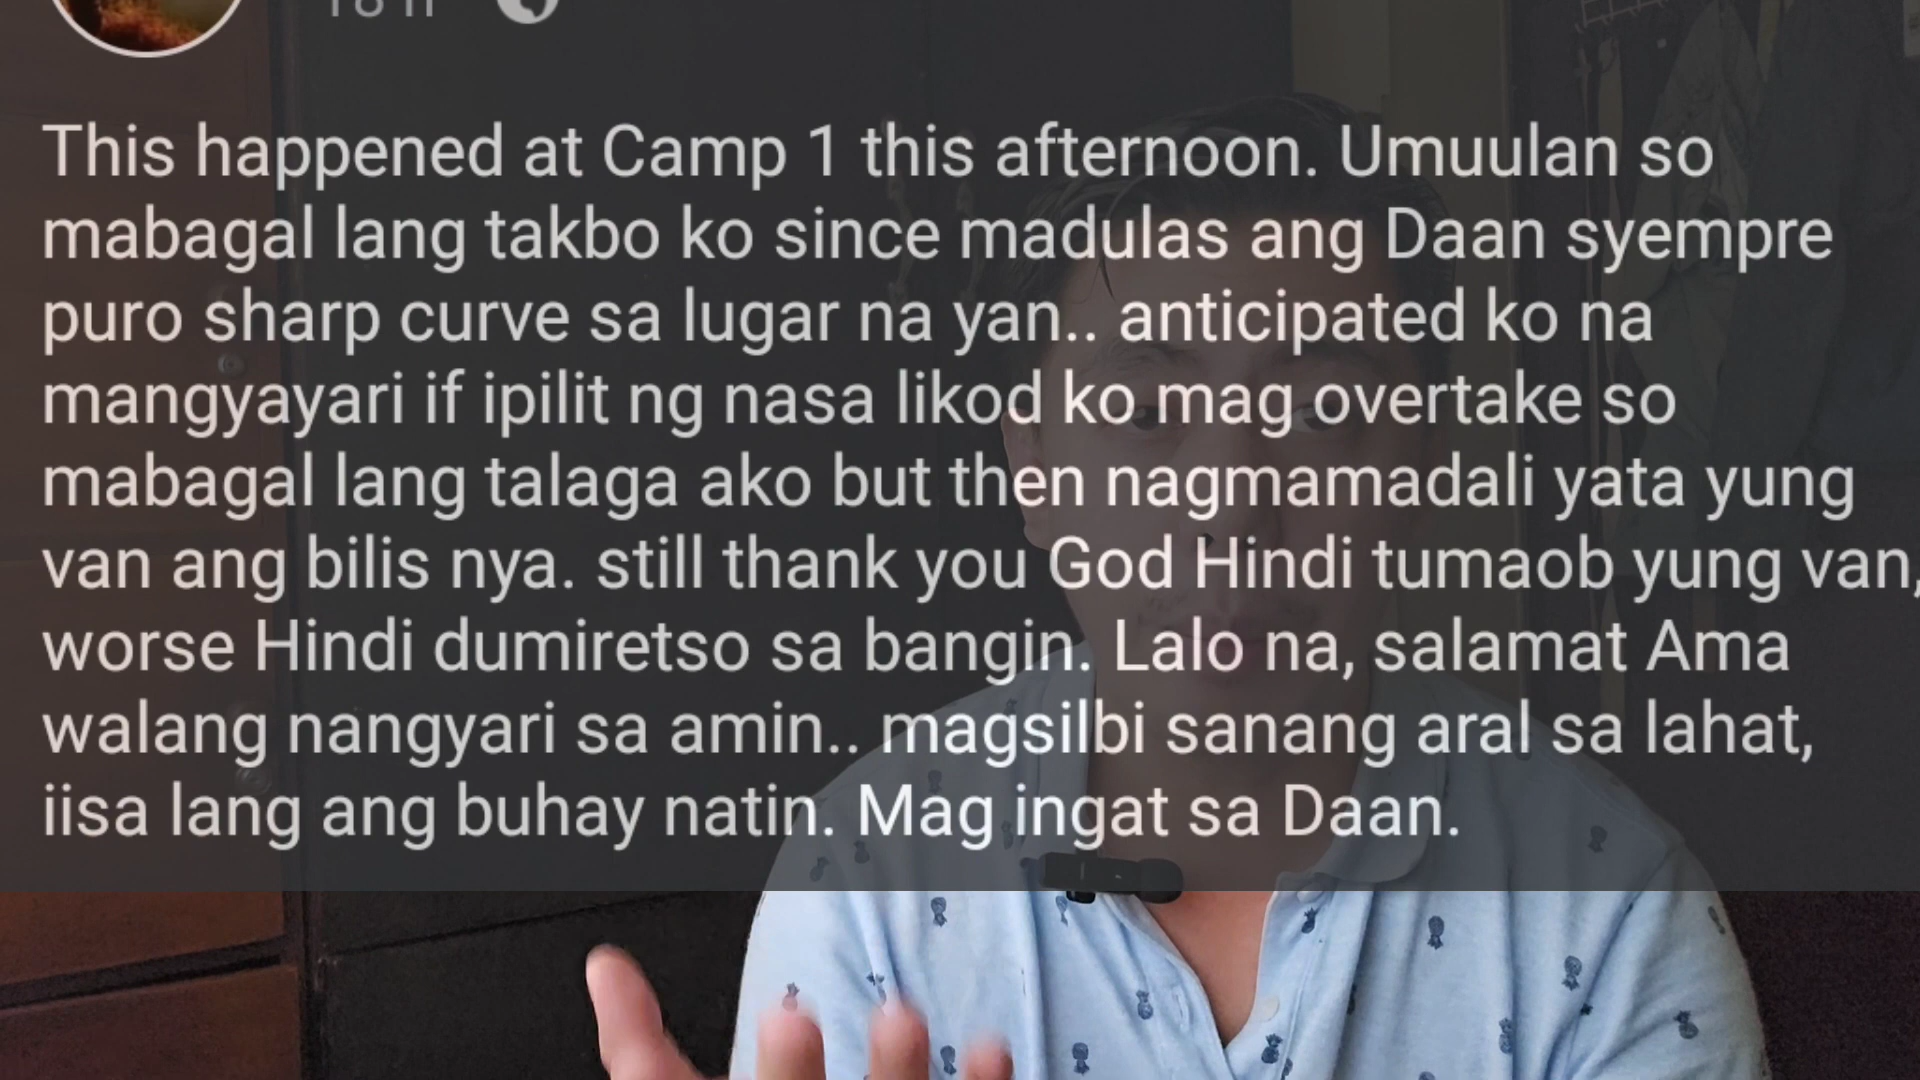 18 h
This happened at Camp 1 this afternoon. Umuulan so
mabagal lang takbo ko since madulas ang Daan syempre
puro sharp curve sa lugar na yan.. anticipated ko na
mangyayari if ipilit ng nasa likod ko mag overtake so
mabagal lang talaga ako but then nagmamadali yata yung
van ang bilis nya. still thank you God Hindi tumaob yung van,
worse Hindi dumiretso sa bangin. Lalo na, salamat Ama
walang nangyari sa amin.. magsilbi sanang aral sa lahat,
iisa lang ang buhay natin. Mag ingat sa Daan.